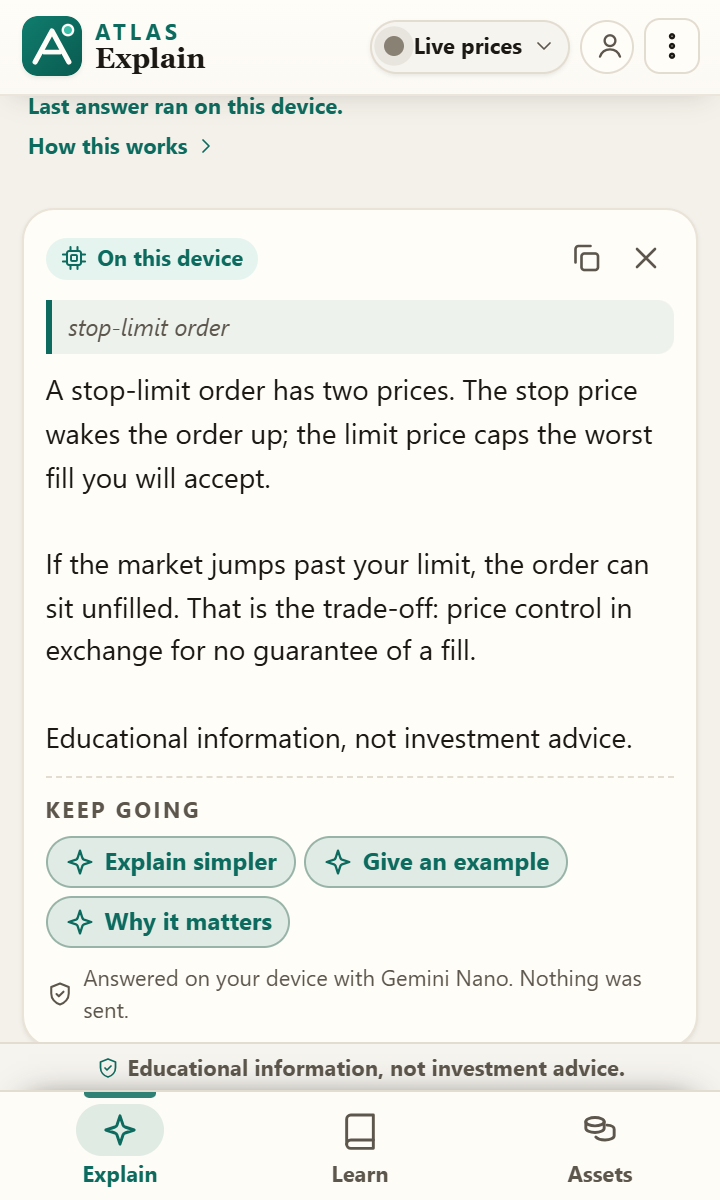 ATLAS
Explain
Live prices
Last answer ran on this device.
How this works
On this device
stop-limit order
A stop-limit order has two prices. The stop price
wakes the order up; the limit price caps the worst
fill you will accept.
If the market jumps past your limit, the order can
sit unfilled. That is the trade-off: price control in
exchange for no guarantee of a fill.
Educational information, not investment advice.
KEEP GOING
Explain simpler
Give an example
Why it matters
Answered on your device with Gemini Nano. Nothing was
sent.
Educational information, not investment advice.
Explain
Learn
Assets